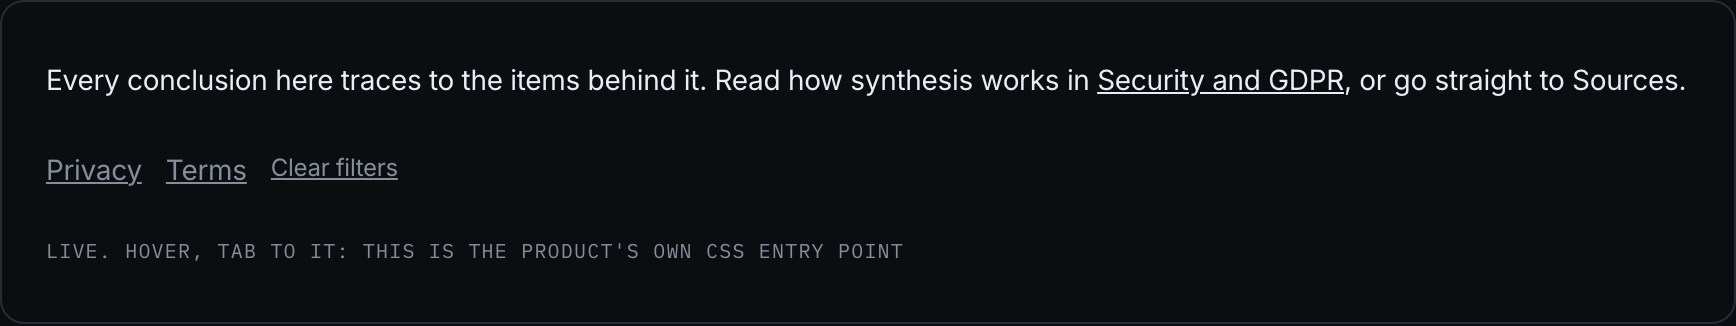 Every conclusion here traces to the items behind it. Read how synthesis works in Security and GDPR, or go straight to Sources.
Privacy Terms Clear filters
LIVE. HOVER, TAB TO IT: THIS IS THE PRODUCT'S OWN CSS ENTRY POINT